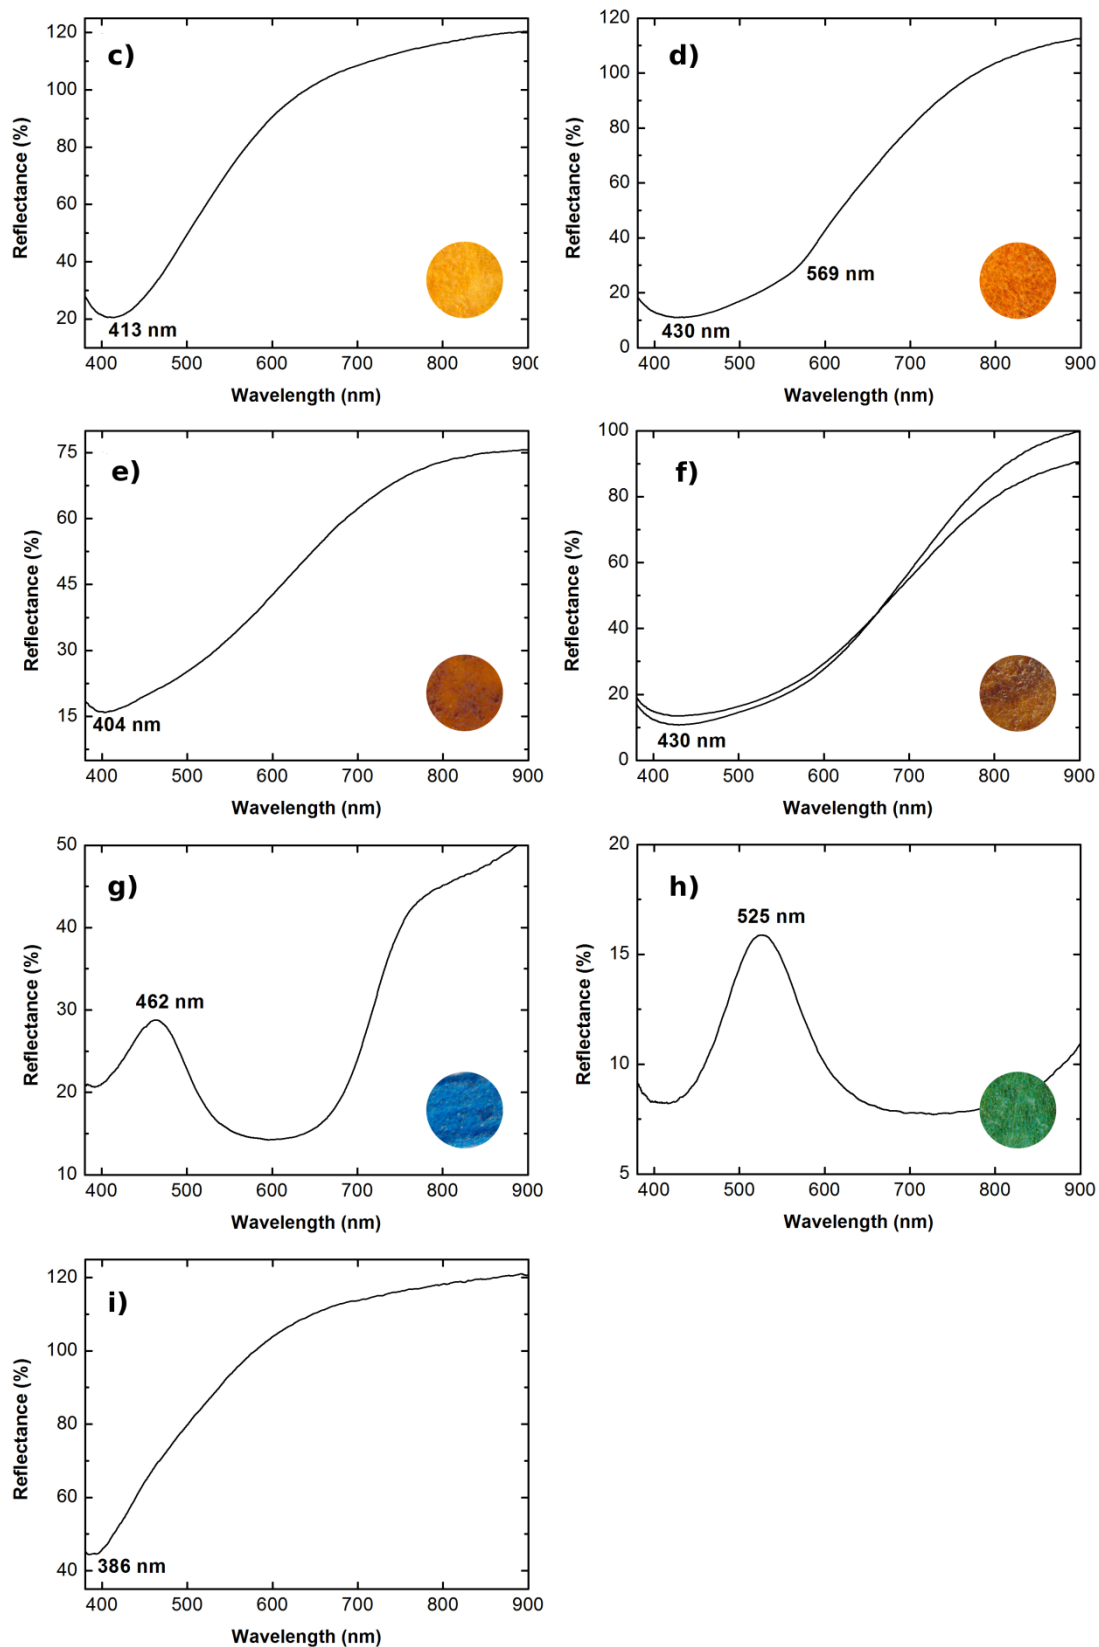 c)
120
100
80
60
40
20
Reflectance (%)
413 nm
400 500 600 700 800 900
Wavelength (nm)
d)
120
100
80
60
40
20
0
Reflectance (%)
569 nm
430 nm
400 500 600 700 800 900
Wavelength (nm)
e)
75
60
45
30
15
Reflectance (%)
404 nm
400 500 600 700 800 900
Wavelength (nm)
f)
100
80
60
40
20
0
Reflectance (%)
430 nm
400 500 600 700 800 900
Wavelength (nm)
g)
50
40
30
20
10
Reflectance (%)
462 nm
400 500 600 700 800 900
Wavelength (nm)
h)
20
15
10
5
Reflectance (%)
525 nm
400 500 600 700 800 900
Wavelength (nm)
i)
120
100
80
60
40
Reflectance (%)
386 nm
400 500 600 700 800 900
Wavelength (nm)